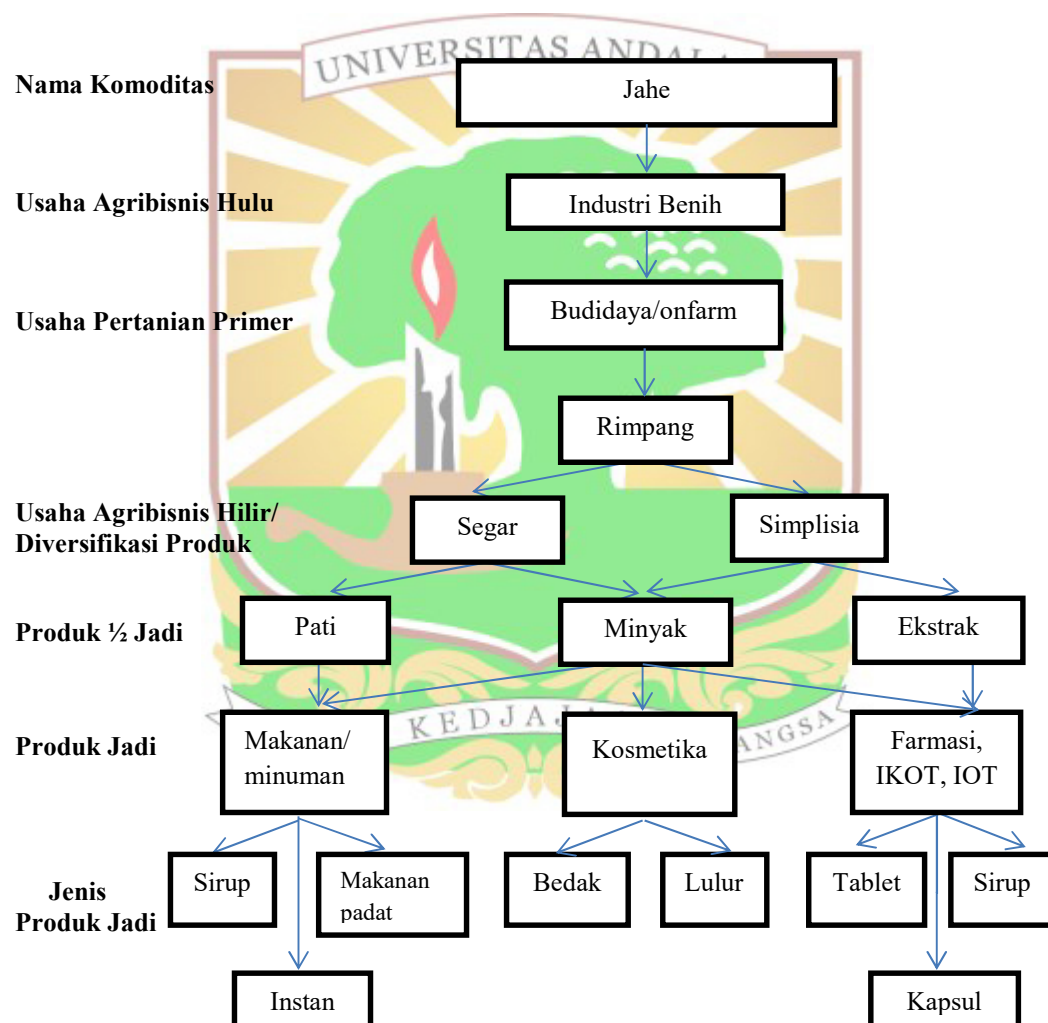 UNIVERSITAS ANDALA
Nama Komoditas
Jahe
Usaha Agribisnis Hulu
Industri Benih
Usaha Pertanian Primer
Budidaya/onfarm
Rimpang
Usaha Agribisnis Hilir/
Diversifikasi Produk
Segar
Simplisia
Produk ½ Jadi
Pati
Minyak
Ekstrak
KEDJAJA
ANGSA
Produk Jadi
Makanan/
minuman
Kosmetika
Farmasi,
IKOT, IOT
Jenis
Produk Jadi
Sirup
Makanan
padat
Bedak
Lulur
Tablet
Sirup
Instan
Kapsul